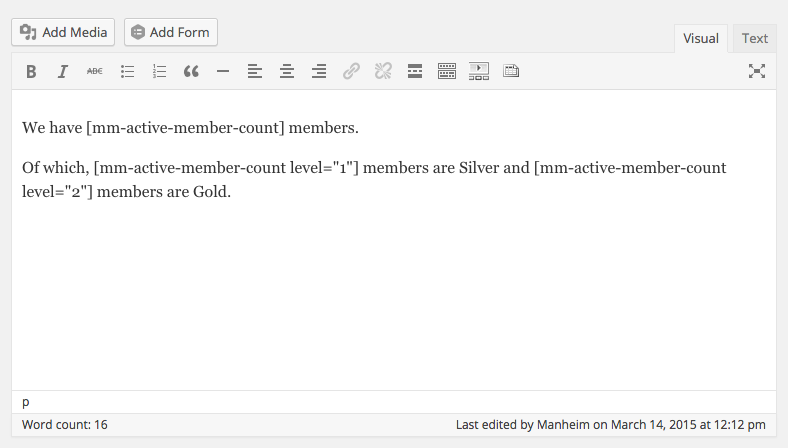 Add Media
Add Form
Visual
Text
B
I
ABC
We have [mm-active-member-count] members.
Of which, [mm-active-member-count level="1"] members are Silver and [mm-active-member-count
level="2"] members are Gold.
p
Word count: 16
Last edited by Manheim on March 14, 2015 at 12:12 pm